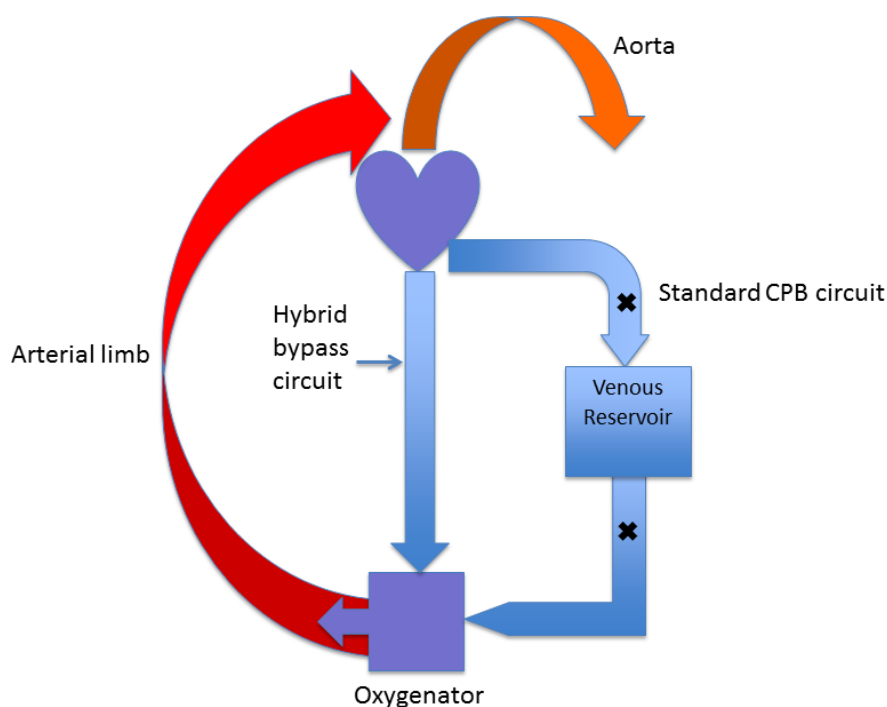 Aorta
Standard CPB circuit
Hybrid
bypass
circuit
Arterial limb
Venous
Reservoir
Oxygenator